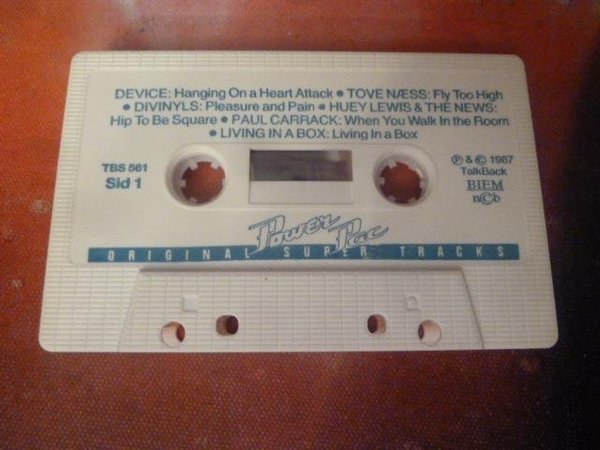 DEVICE: Hanging On a Heart Attack • TOVE NÆSS: Fly Too High
• DIVINYLS: Pleasure and Pain • HUEY LEWIS & THE NEWS:
Hip To Be Square • PAUL CARRACK: When You Walk In the Room
• LIVING IN A BOX: Living In a Box
TBS 561
Sid 1
℗ & © 1987
TalkBack
BIEM
n©b
Power Pac
ORIGINAL SUPER TRACKS